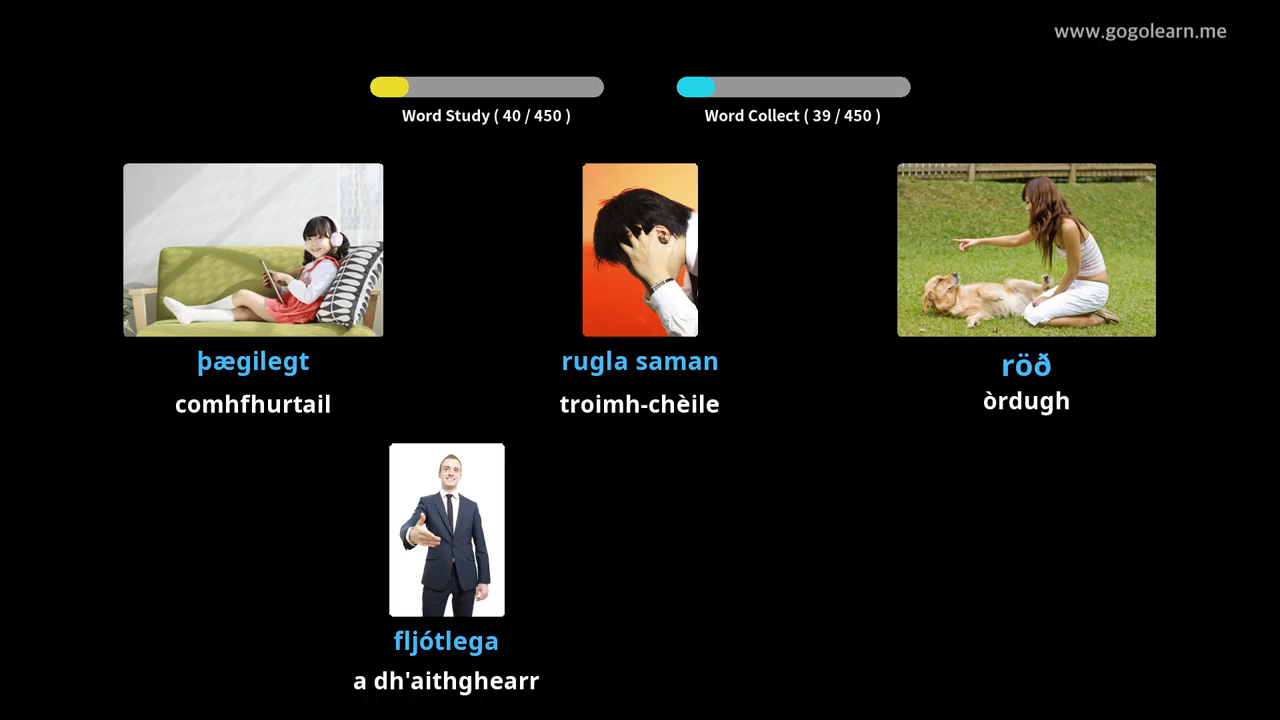 www.gogolearn.me
Word Study ( 40 / 450 )
Word Collect ( 39 / 450 )
þægilegt
rugla saman
röð
comhfhurtail
troimh-chèile
òrdugh
fljótlega
a dh'aithghearr